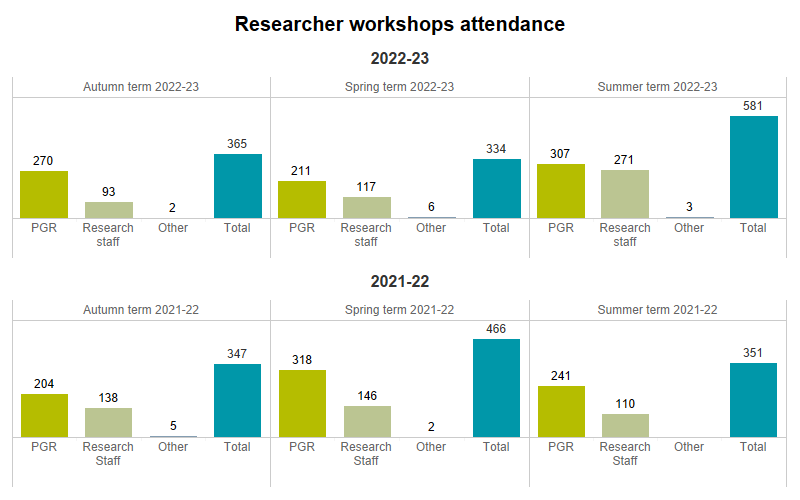 Researcher workshops attendance
2022-23
Autumn term 2022-23 Spring term 2022-23 Summer term 2022-23
270 93 2 365 211 117 6 334 307 271 3 581
PGR Research staff Other Total PGR Research staff Other Total PGR Research staff Other Total
2021-22
Autumn term 2021-22 Spring term 2021-22 Summer term 2021-22
204 138 5 347 318 146 2 466 241 110 351
PGR Research Staff Other Total PGR Research Staff Other Total PGR Research Staff Other Total